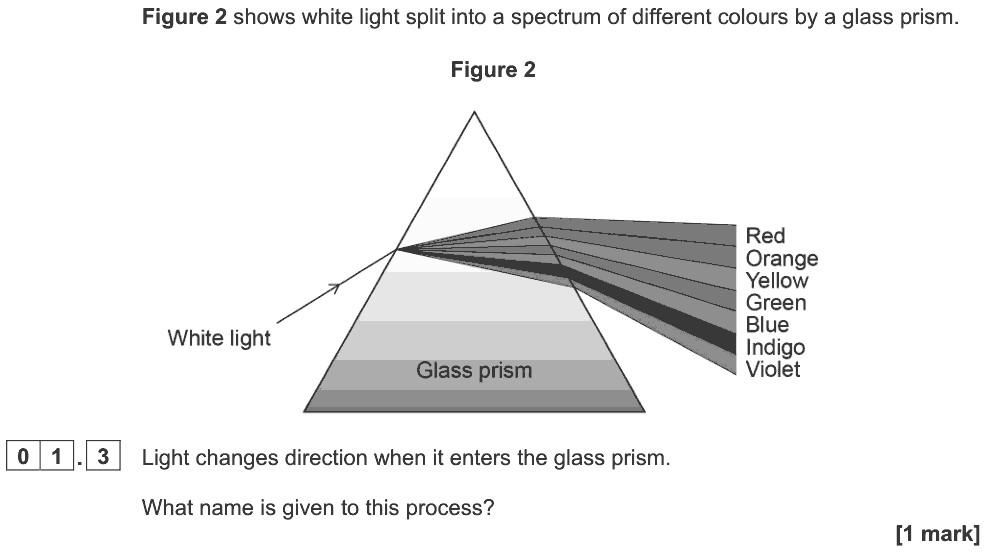 Figure 2 shows white light split into a spectrum of different colours by a glass prism.
Figure 2
Red
Orange
Yellow
Green
Blue
Indigo
Violet
White light
Glass prism
0 1 . 3 Light changes direction when it enters the glass prism.
What name is given to this process?
[1 mark]